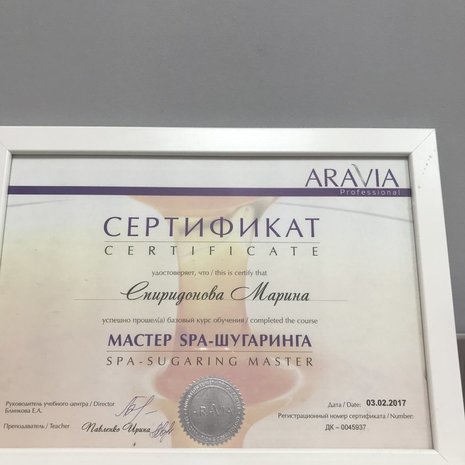 ARAVIA
Professional
СЕРТИФИКАТ
CERTIFICATE
удостоверяет, что / this is certify that
Спиридонова Марина
успешно прошел(а) базовый курс обучения / completed the course
МАСТЕР SPA-ШУГАРИНГА
SPA-SUGARING MASTER
Руководитель учебного центра / Director
Блинкова Е.А.
Дата / Date: 03.02.2017
Регистрационный номер сертификата / Number:
Преподаватель / Teacher Павленко Ирина
ДК – 0045937
ARAVIA